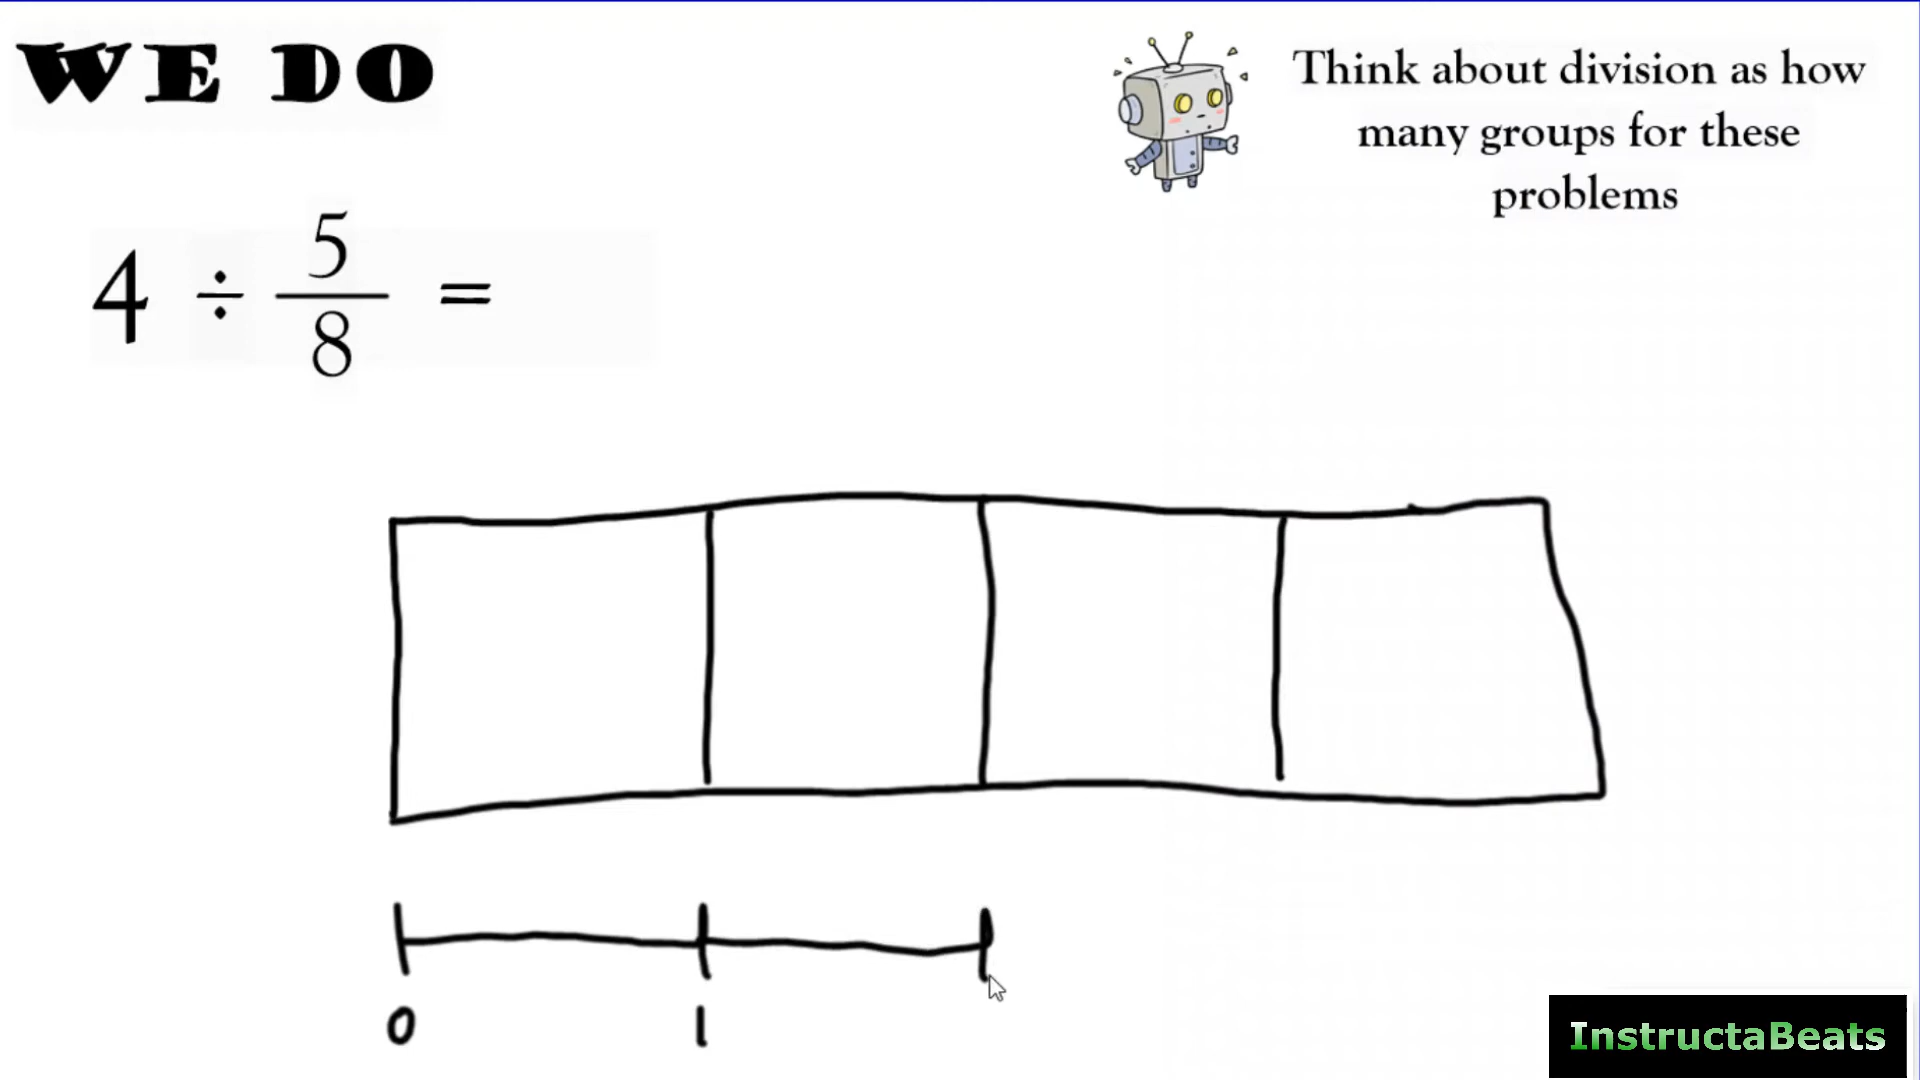 WE DO
Think about division as how
many groups for these
problems
4 ÷ 5/8 =
0 1
InstructaBeats